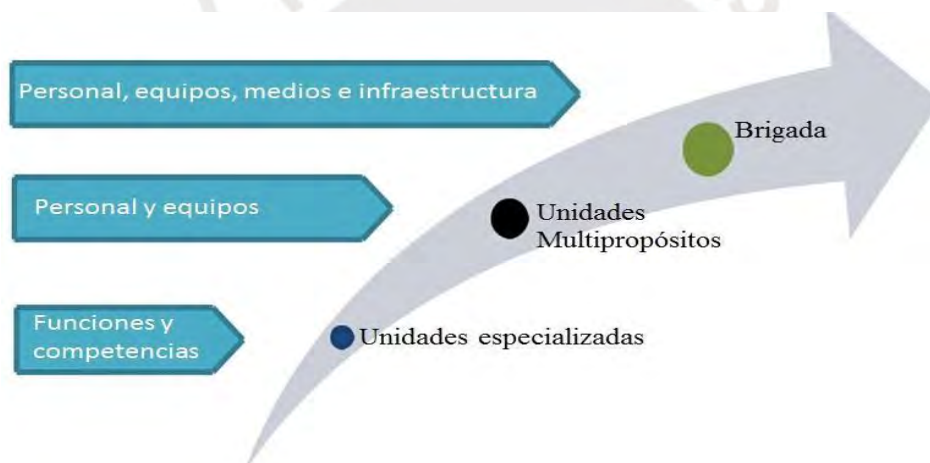 Personal, equipos, medios e infraestructura
Brigada
Personal y equipos
Unidades
Multipropósitos
Funciones y
competencias
Unidades especializadas